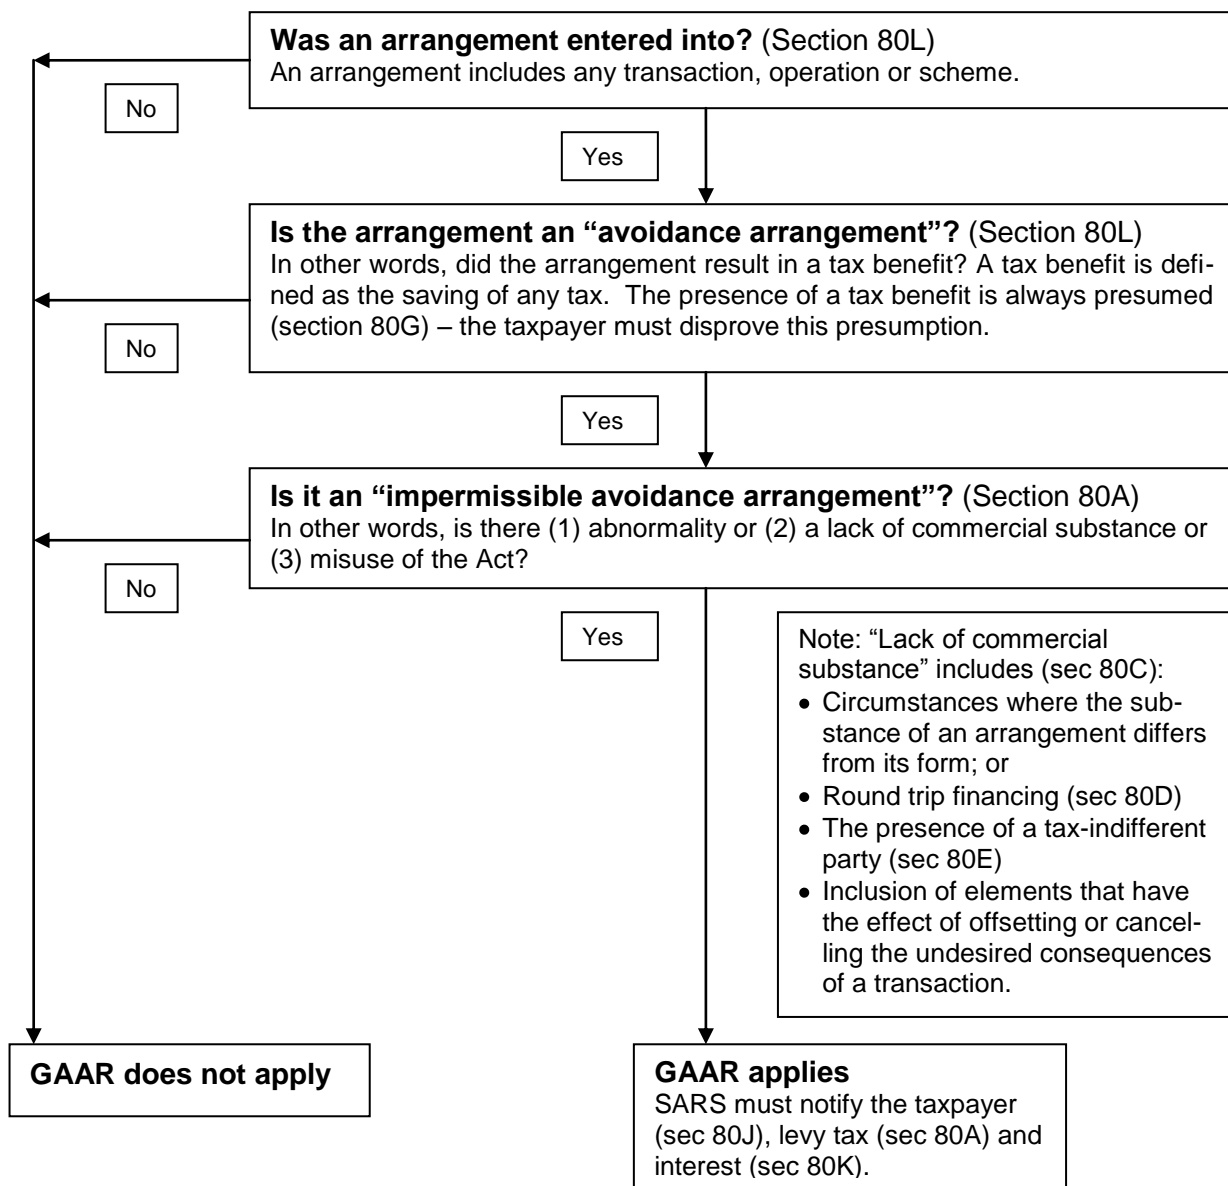 Was an arrangement entered into? (Section 80L)
An arrangement includes any transaction, operation or scheme.
No
Yes
Is the arrangement an “avoidance arrangement”? (Section 80L)
In other words, did the arrangement result in a tax benefit? A tax benefit is defi-
ned as the saving of any tax. The presence of a tax benefit is always presumed
(section 80G) – the taxpayer must disprove this presumption.
No
Yes
Is it an “impermissible avoidance arrangement”? (Section 80A)
In other words, is there (1) abnormality or (2) a lack of commercial substance or
(3) misuse of the Act?
No
Yes
Note: “Lack of commercial
substance” includes (sec 80C):
• Circumstances where the sub-
stance of an arrangement differs
from its form; or
• Round trip financing (sec 80D)
• The presence of a tax-indifferent
party (sec 80E)
• Inclusion of elements that have
the effect of offsetting or cancel-
ling the undesired consequences
of a transaction.
GAAR does not apply
GAAR applies
SARS must notify the taxpayer
(sec 80J), levy tax (sec 80A) and
interest (sec 80K).